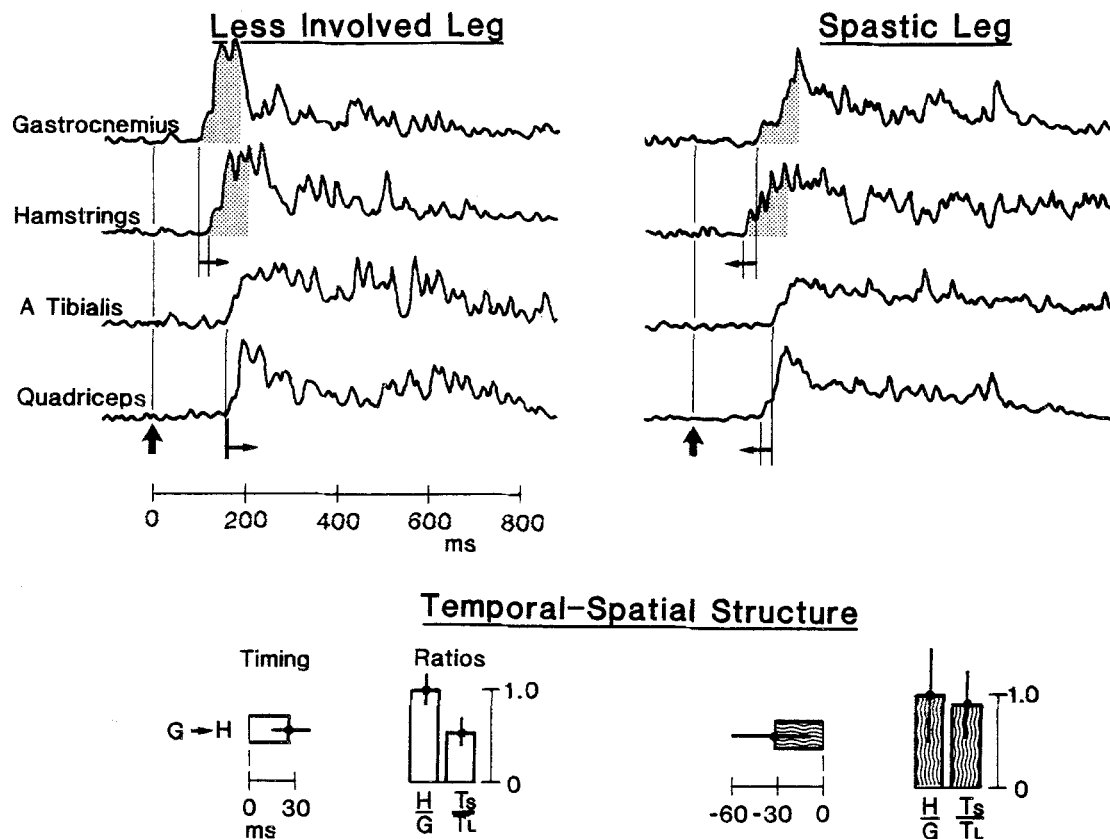 Less Involved Leg
Spastic Leg
Gastrocnemius
Hamstrings
A Tibialis
Quadriceps
0 200 400 600 800
ms
Temporal-Spatial Structure
Timing
Ratios
G → H
0 30
ms
1.0
0
H/G
Ts/TL
-60 -30 0
1.0
0
H/G
Ts/TL